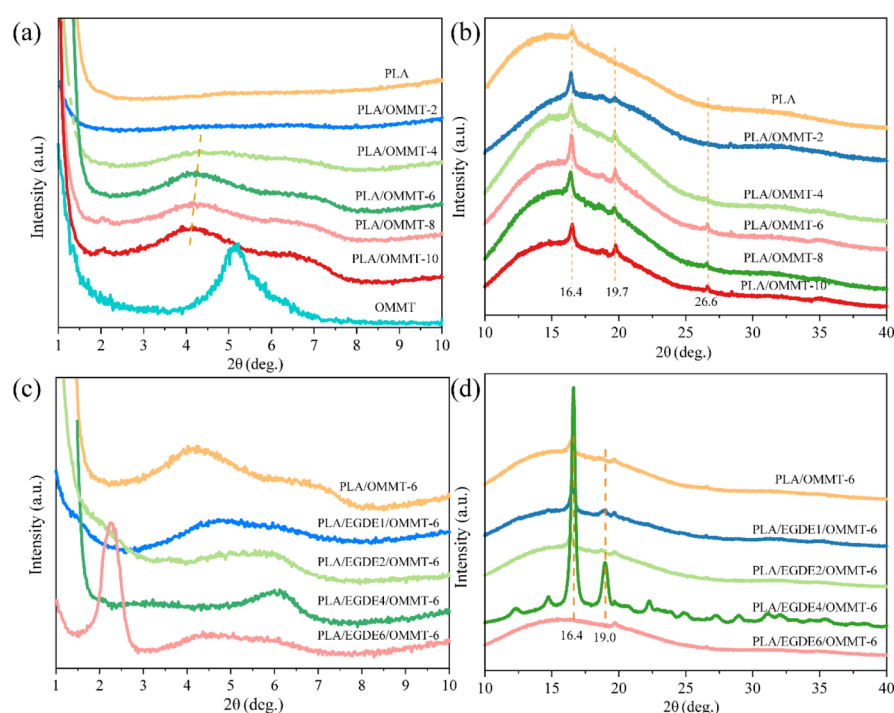 (a)
PLA
PLA/OMMT-2
PLA/OMMT-4
PLA/OMMT-6
PLA/OMMT-8
PLA/OMMT-10
OMMT
Intensity (a.u.)
1 2 3 4 5 6 7 8 9 10
2θ (deg.)
(b)
PLA
PLA/OMMT-2
PLA/OMMT-4
PLA/OMMT-6
PLA/OMMT-8
PLA/OMMT-10
16.4 19.7 26.6
Intensity (a.u.)
10 15 20 25 30 35 40
2θ (deg.)
(c)
PLA/OMMT-6
PLA/EGDE1/OMMT-6
PLA/EGDE2/OMMT-6
PLA/EGDE4/OMMT-6
PLA/EGDE6/OMMT-6
Intensity (a.u.)
1 2 3 4 5 6 7 8 9 10
2θ (deg.)
(d)
PLA/OMMT-6
PLA/EGDE1/OMMT-6
PLA/EGDE2/OMMT-6
PLA/EGDE4/OMMT-6
PLA/EGDE6/OMMT-6
16.4 19.0
Intensity (a.u.)
10 15 20 25 30 35 40
2θ (deg.)